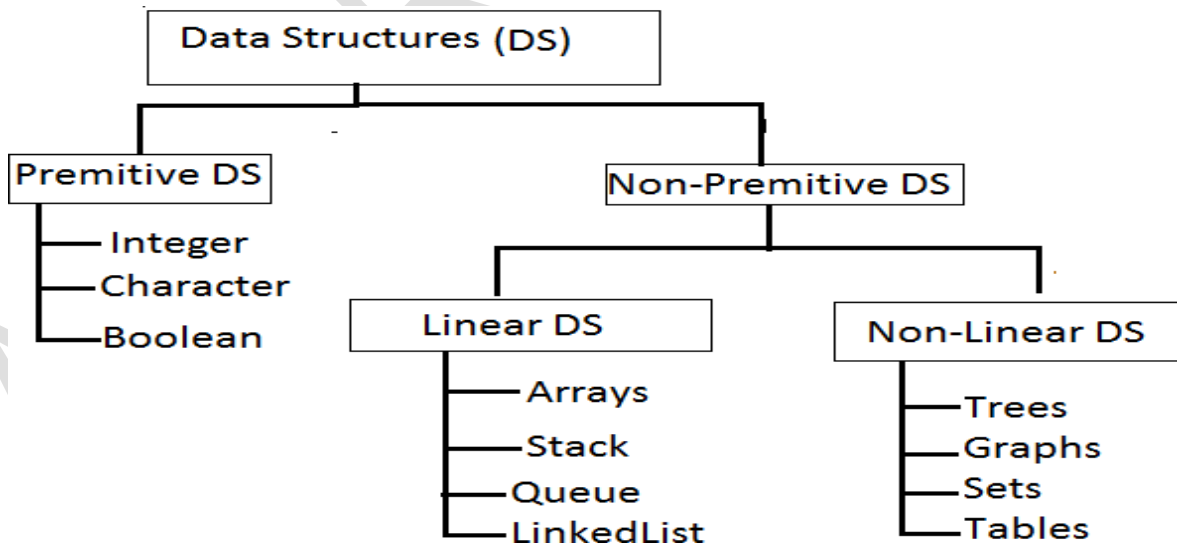 Data Structures (DS)
Premitive DS
Integer
Character
Boolean
Non-Premitive DS
Linear DS
Arrays
Stack
Queue
LinkedList
Non-Linear DS
Trees
Graphs
Sets
Tables